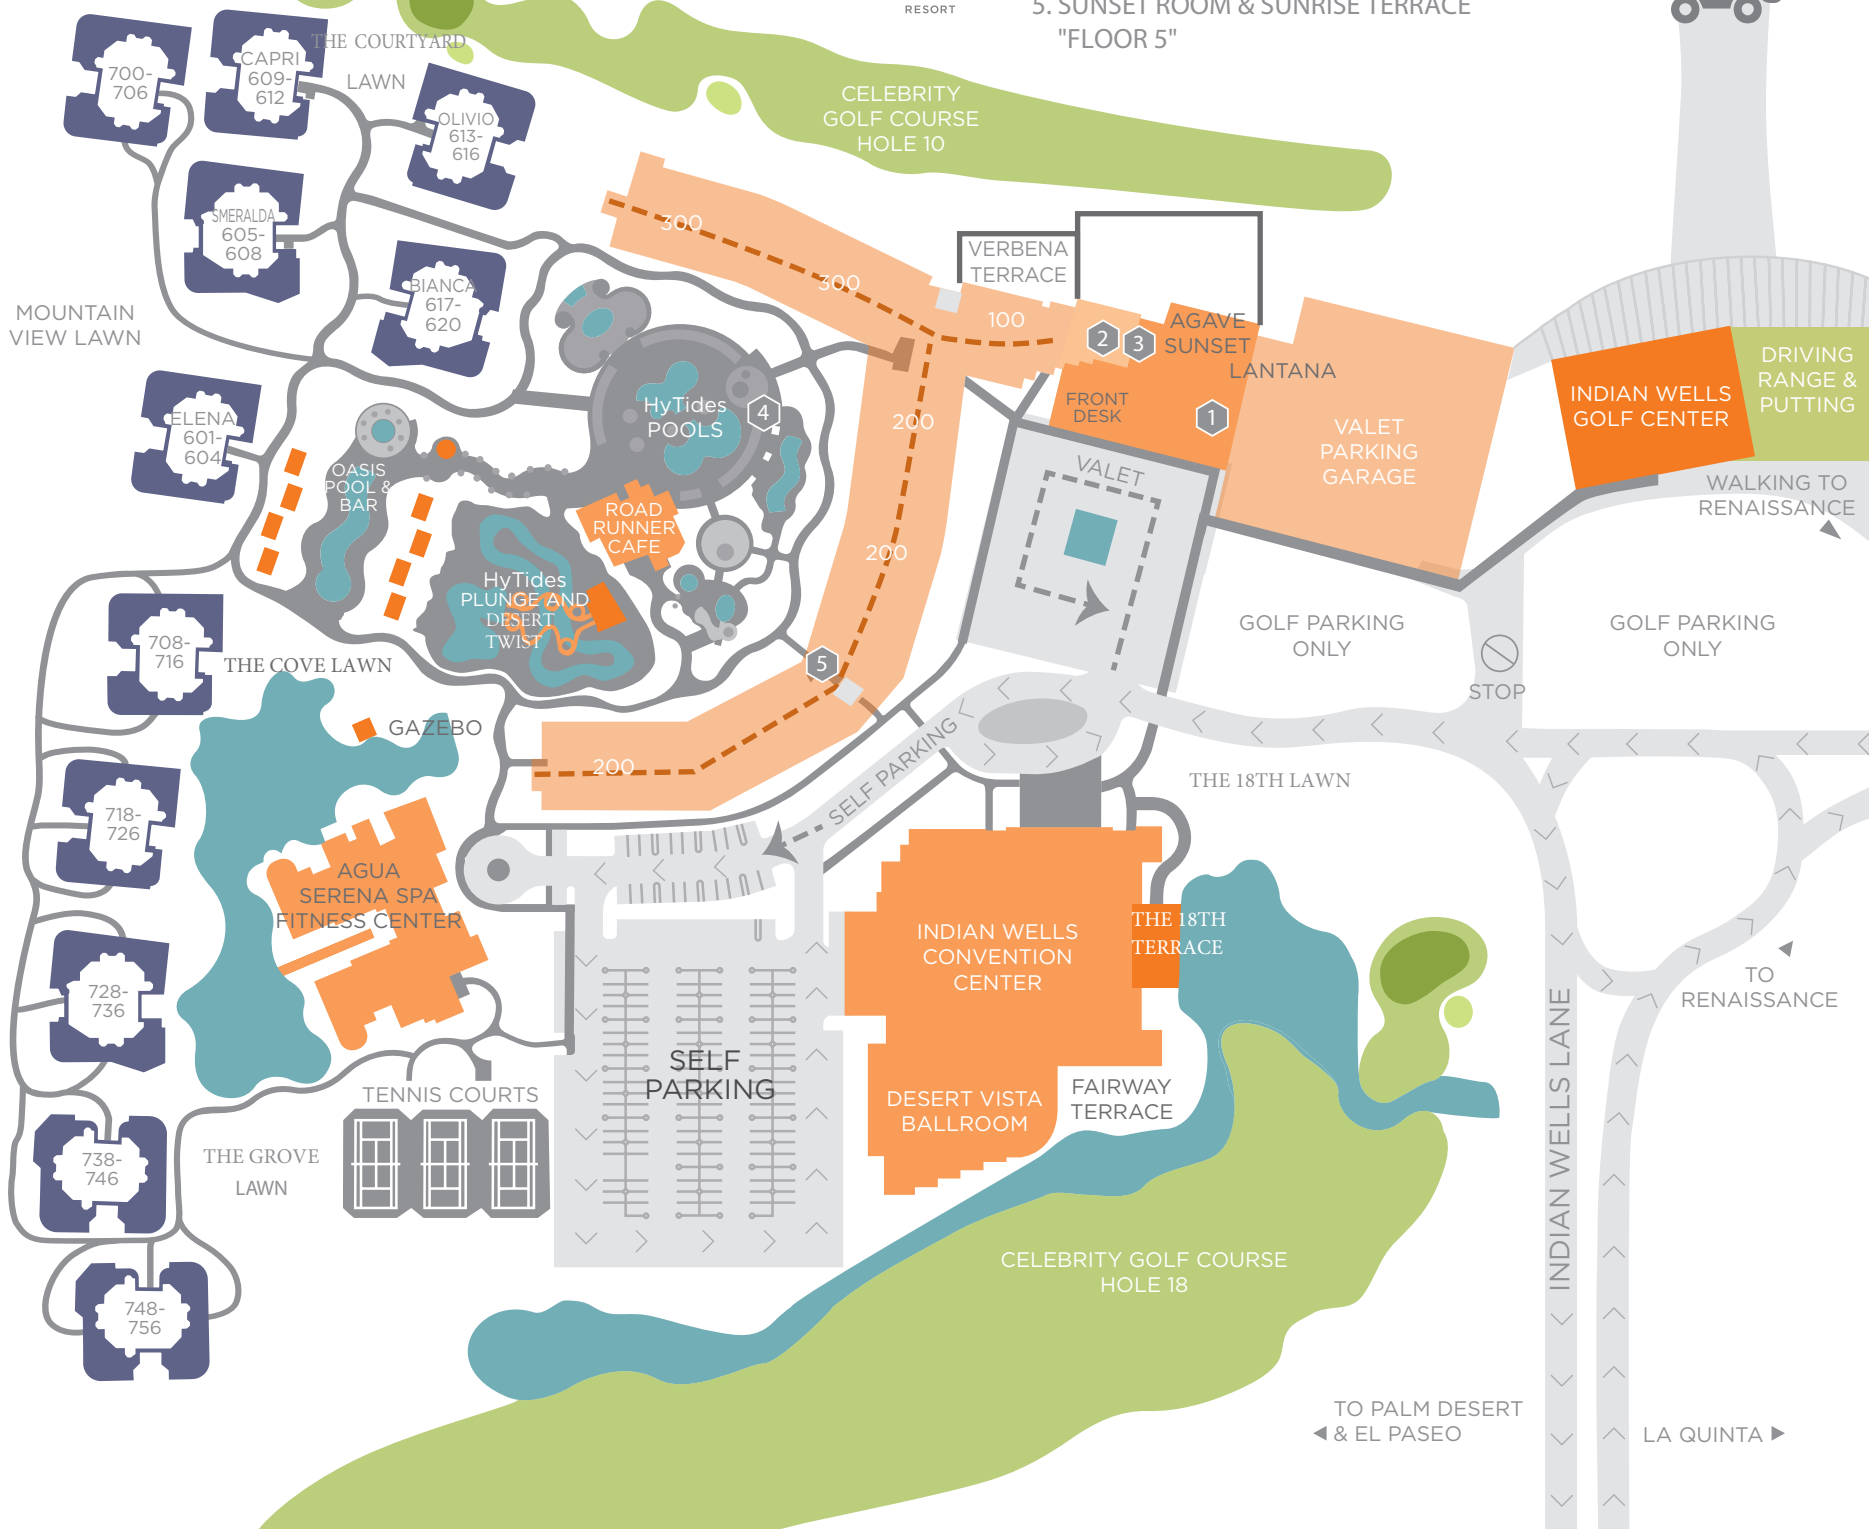 RESORT
5. SUNSET ROOM & SUNRISE TERRACE
"FLOOR 5"
700-
706
CAPRI
609-
612
THE COURTYARD
LAWN
OLIVIO
613-
616
CELEBRITY
GOLF COURSE
HOLE 10
SMERALDA
605-
608
BIANCA
617-
620
MOUNTAIN
VIEW LAWN
ELENA
601-
604
300
300
100
200
200
200
VERBENA
TERRACE
2
3
AGAVE
SUNSET
LANTANA
FRONT
DESK
1
VALET
PARKING
GARAGE
INDIAN WELLS
GOLF CENTER
DRIVING
RANGE &
PUTTING
WALKING TO
RENAISSANCE
HyTides
POOLS
4
OASIS
POOL &
BAR
ROAD
RUNNER
CAFE
HyTides
PLUNGE AND
DESERT
TWIST
5
VALET
GOLF PARKING
ONLY
GOLF PARKING
ONLY
STOP
708-
716
THE COVE LAWN
GAZEBO
718-
726
SELF PARKING
THE 18TH LAWN
AGUA
SERENA SPA
FITNESS CENTER
728-
736
INDIAN WELLS
CONVENTION
CENTER
THE 18TH
TERRACE
TO
RENAISSANCE
SELF
PARKING
TENNIS COURTS
DESERT VISTA
BALLROOM
FAIRWAY
TERRACE
INDIAN WELLS LANE
738-
746
THE GROVE
LAWN
748-
756
CELEBRITY GOLF COURSE
HOLE 18
TO PALM DESERT
& EL PASEO
LA QUINTA